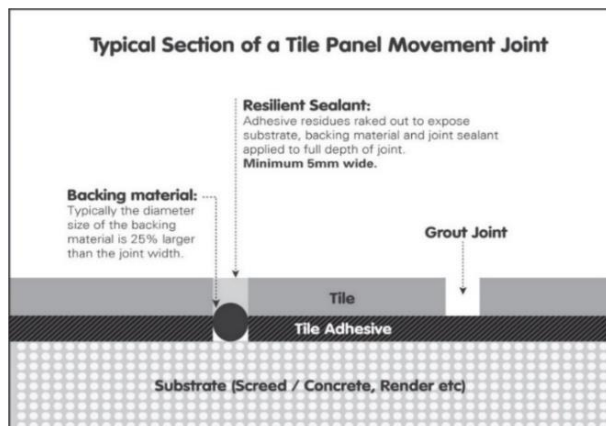 Typical Section of a Tile Panel Movement Joint
Resilient Sealant:
Adhesive residues raked out to expose
substrate, backing material and joint sealant
applied to full depth of joint.
Minimum 5mm wide.
Backing material:
Typically the diameter
size of the backing
material is 25% larger
than the joint width.
Grout Joint
Tile
Tile Adhesive
Substrate (Screed / Concrete, Render etc)